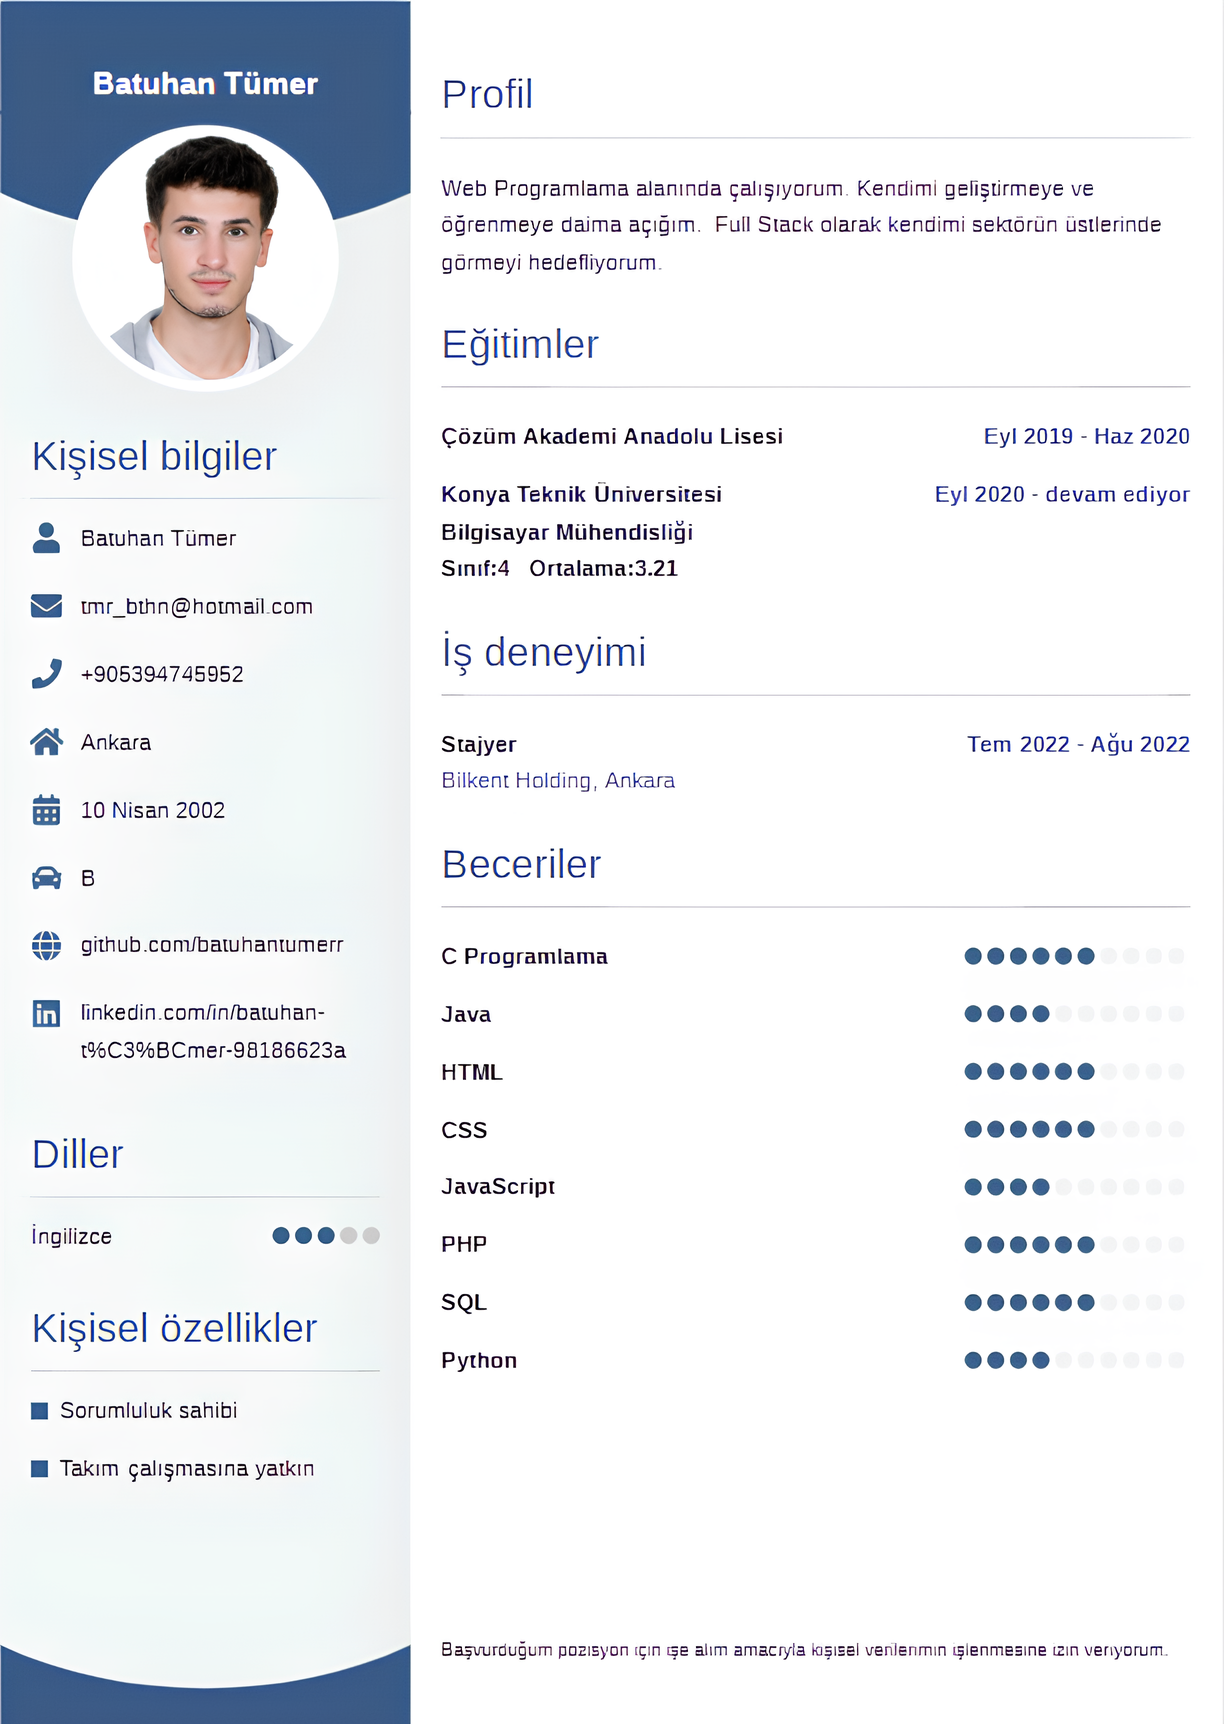 Batuhan Tümer
Kişisel bilgiler
Batuhan Tümer
tmr_bthn@hotmail.com
+905394745952
Ankara
10 Nisan 2002
B
github.com/batuhantumerr
linkedin.com/in/batuhan-
t%C3%BCmer-98186623a
Diller
İngilizce
Kişisel özellikler
Sorumluluk sahibi
Takım çalışmasına yatkın
Profil
Web Programlama alanında çalışıyorum. Kendimi geliştirmeye ve
öğrenmeye daima açığım. Full Stack olarak kendimi sektörün üstlerinde
görmeyi hedefliyorum.
Eğitimler
Çözüm Akademi Anadolu Lisesi Eyl 2019 - Haz 2020
Konya Teknik Üniversitesi Eyl 2020 - devam ediyor
Bilgisayar Mühendisliği
Sınıf:4 Ortalama:3.21
İş deneyimi
Stajyer Tem 2022 - Ağu 2022
Bilkent Holding, Ankara
Beceriler
C Programlama
Java
HTML
CSS
JavaScript
PHP
SQL
Python
Başvurduğum pozisyon için işe alım amacıyla kişisel verilerimin işlenmesine izin veriyorum.